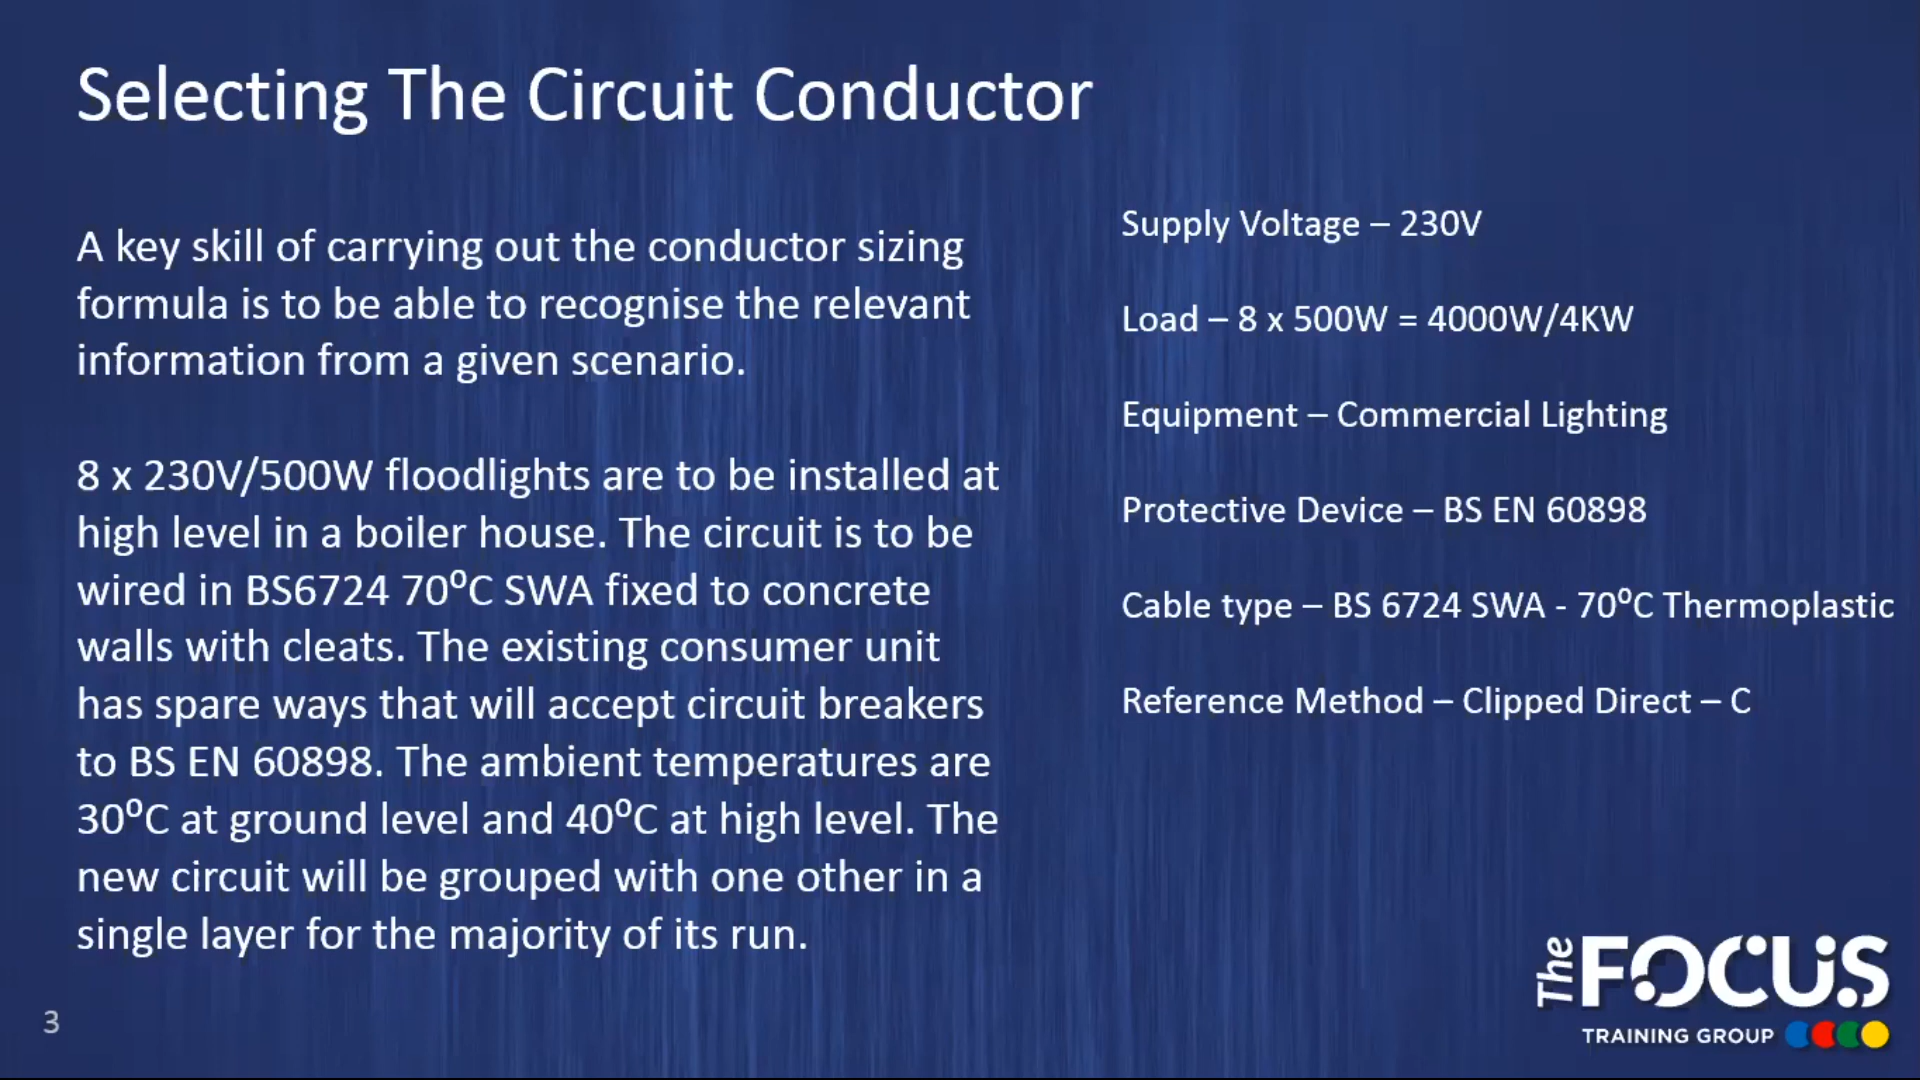 Selecting The Circuit Conductor
A key skill of carrying out the conductor sizing
formula is to be able to recognise the relevant
information from a given scenario.
8 x 230V/500W floodlights are to be installed at
high level in a boiler house. The circuit is to be
wired in BS6724 70⁰C SWA fixed to concrete
walls with cleats. The existing consumer unit
has spare ways that will accept circuit breakers
to BS EN 60898. The ambient temperatures are
30⁰C at ground level and 40⁰C at high level. The
new circuit will be grouped with one other in a
single layer for the majority of its run.
Supply Voltage – 230V
Load – 8 x 500W = 4000W/4KW
Equipment – Commercial Lighting
Protective Device – BS EN 60898
Cable type – BS 6724 SWA - 70⁰C Thermoplastic
Reference Method – Clipped Direct – C
3
The FOCUS
TRAINING GROUP